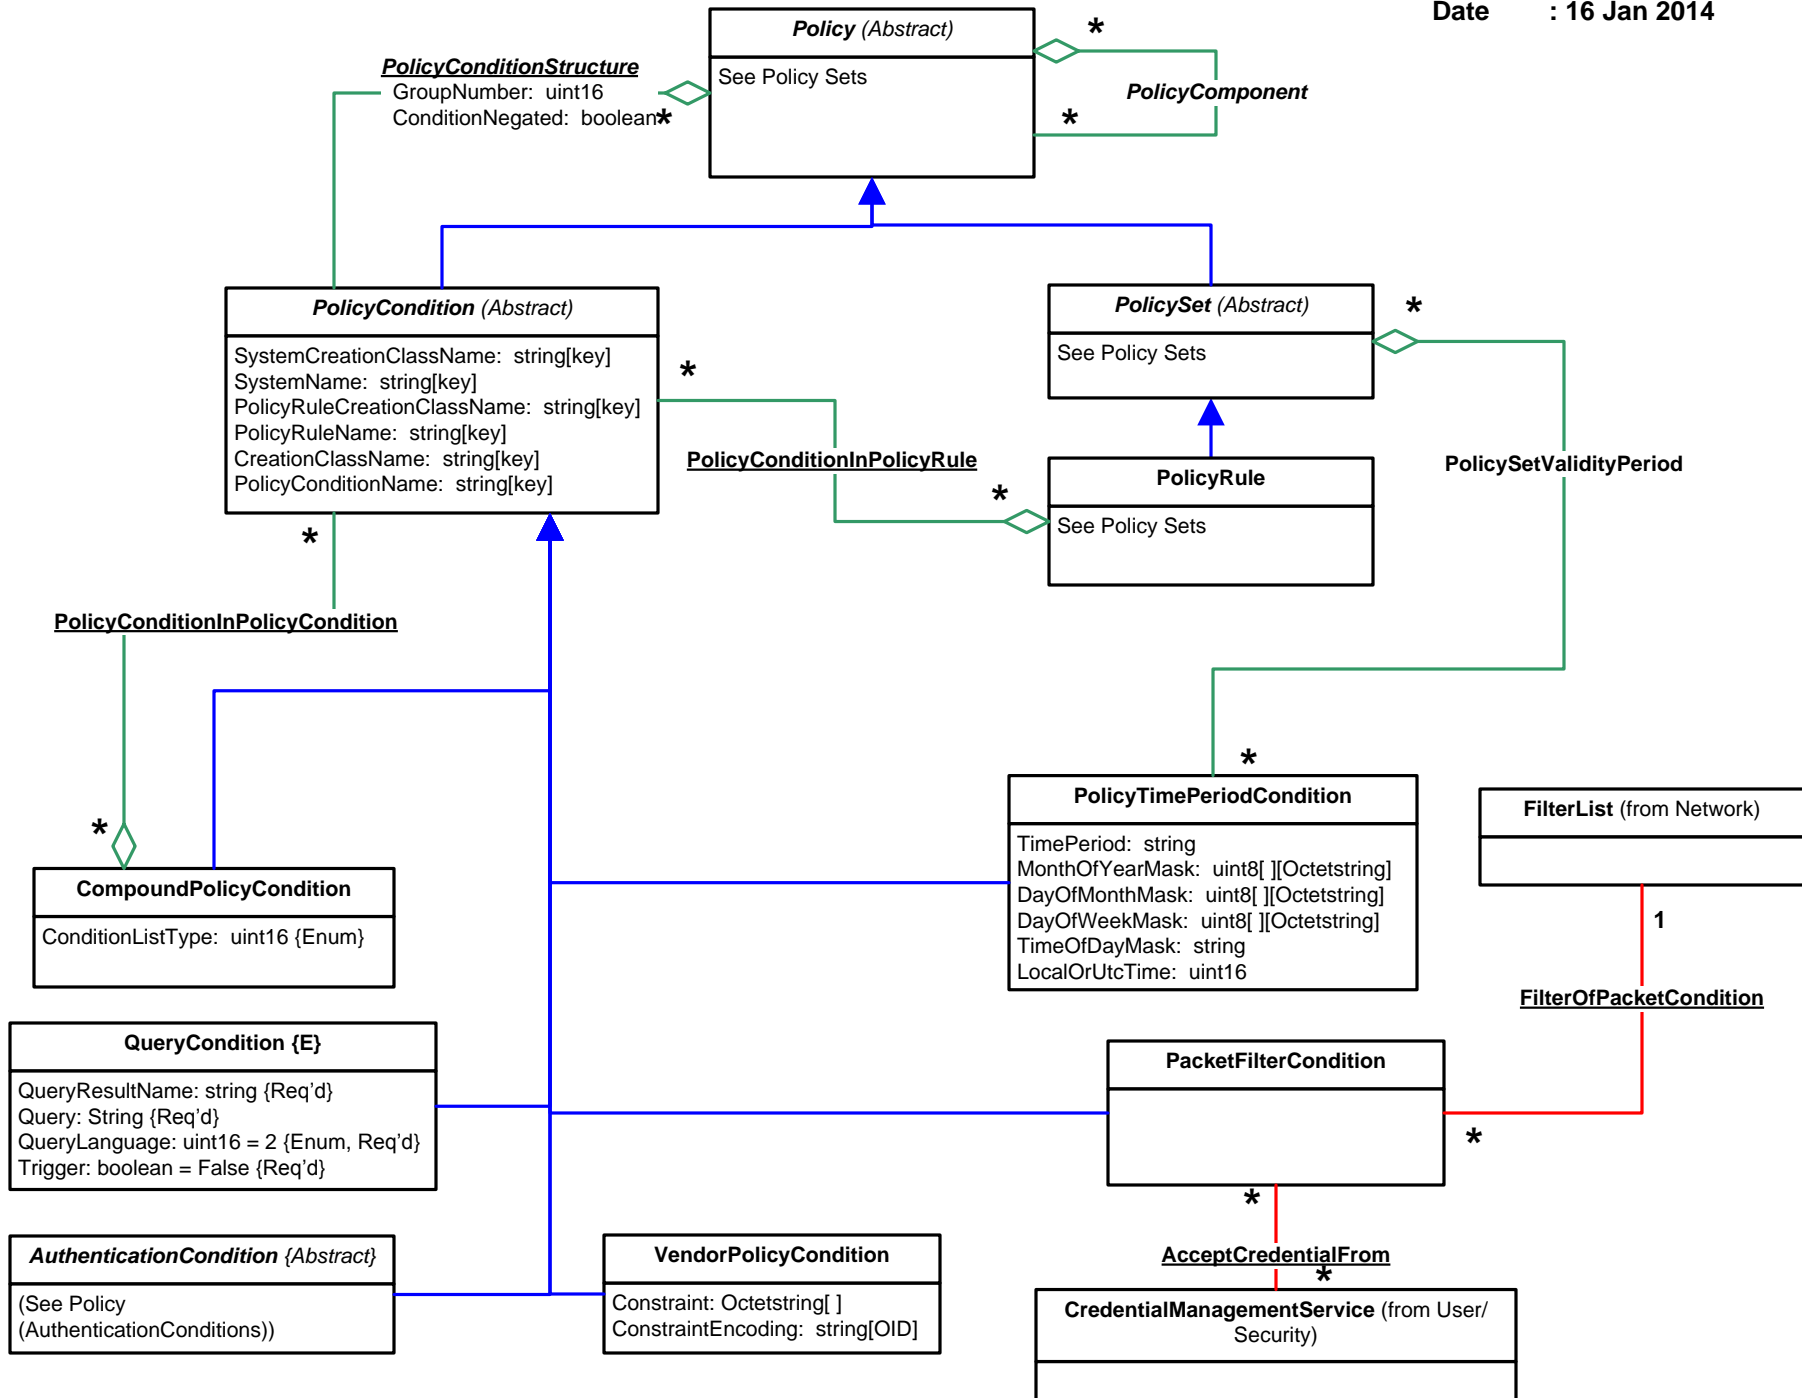 Date : 16 Jan 2014
Policy (Abstract)
See Policy Sets
*
PolicyComponent
*
PolicyConditionStructure
GroupNumber: uint16
ConditionNegated: boolean
*
PolicyCondition (Abstract)
SystemCreationClassName: string[key]
SystemName: string[key]
PolicyRuleCreationClassName: string[key]
PolicyRuleName: string[key]
CreationClassName: string[key]
PolicyConditionName: string[key]
*
PolicyConditionInPolicyRule
*
PolicySet (Abstract)
See Policy Sets
*
PolicySetValidityPeriod
PolicyRule
See Policy Sets
*
PolicyConditionInPolicyCondition
*
CompoundPolicyCondition
ConditionListType: uint16 {Enum}
*
PolicyTimePeriodCondition
TimePeriod: string
MonthOfYearMask: uint8[ ][Octetstring]
DayOfMonthMask: uint8[ ][Octetstring]
DayOfWeekMask: uint8[ ][Octetstring]
TimeOfDayMask: string
LocalOrUtcTime: uint16
FilterList (from Network)
1
FilterOfPacketCondition
*
QueryCondition {E}
QueryResultName: string {Req’d}
Query: String {Req’d}
QueryLanguage: uint16 = 2 {Enum, Req’d}
Trigger: boolean = False {Req’d}
PacketFilterCondition
*
AcceptCredentialFrom
*
AuthenticationCondition {Abstract}
(See Policy
(AuthenticationConditions))
VendorPolicyCondition
Constraint: Octetstring[ ]
ConstraintEncoding: string[OID]
CredentialManagementService (from User/
Security)